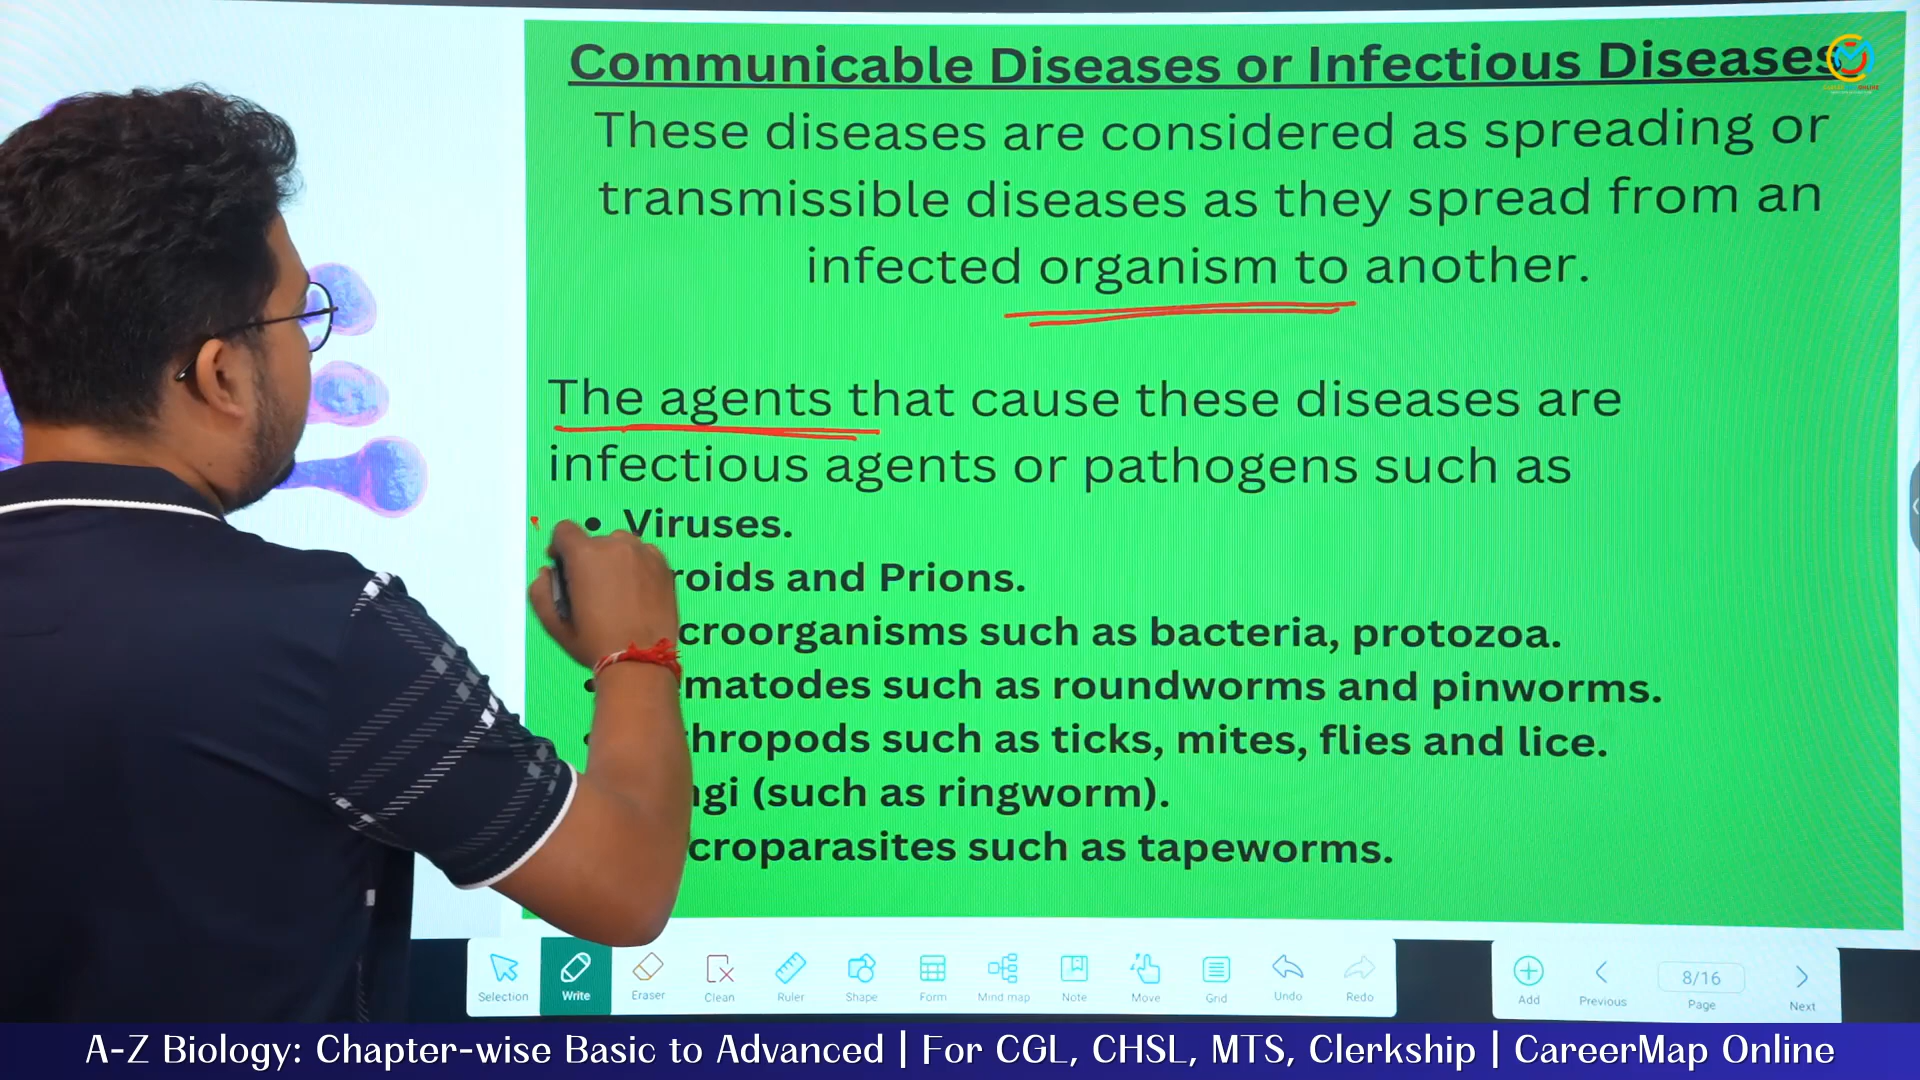 Communicable Diseases or Infectious Diseases
These diseases are considered as spreading or
transmissible diseases as they spread from an
infected organism to another.
The agents that cause these diseases are
infectious agents or pathogens such as
• Viruses.
roids and Prions.
croorganisms such as bacteria, protozoa.
• matodes such as roundworms and pinworms.
• hropods such as ticks, mites, flies and lice.
ngi (such as ringworm).
croparasites such as tapeworms.
Selection Write Eraser Clean Ruler Shape Form Mind map Note Move Grid Undo Redo
Add Previous 8/16 Page Next
A-Z Biology: Chapter-wise Basic to Advanced | For CGL, CHSL, MTS, Clerkship | CareerMap Online